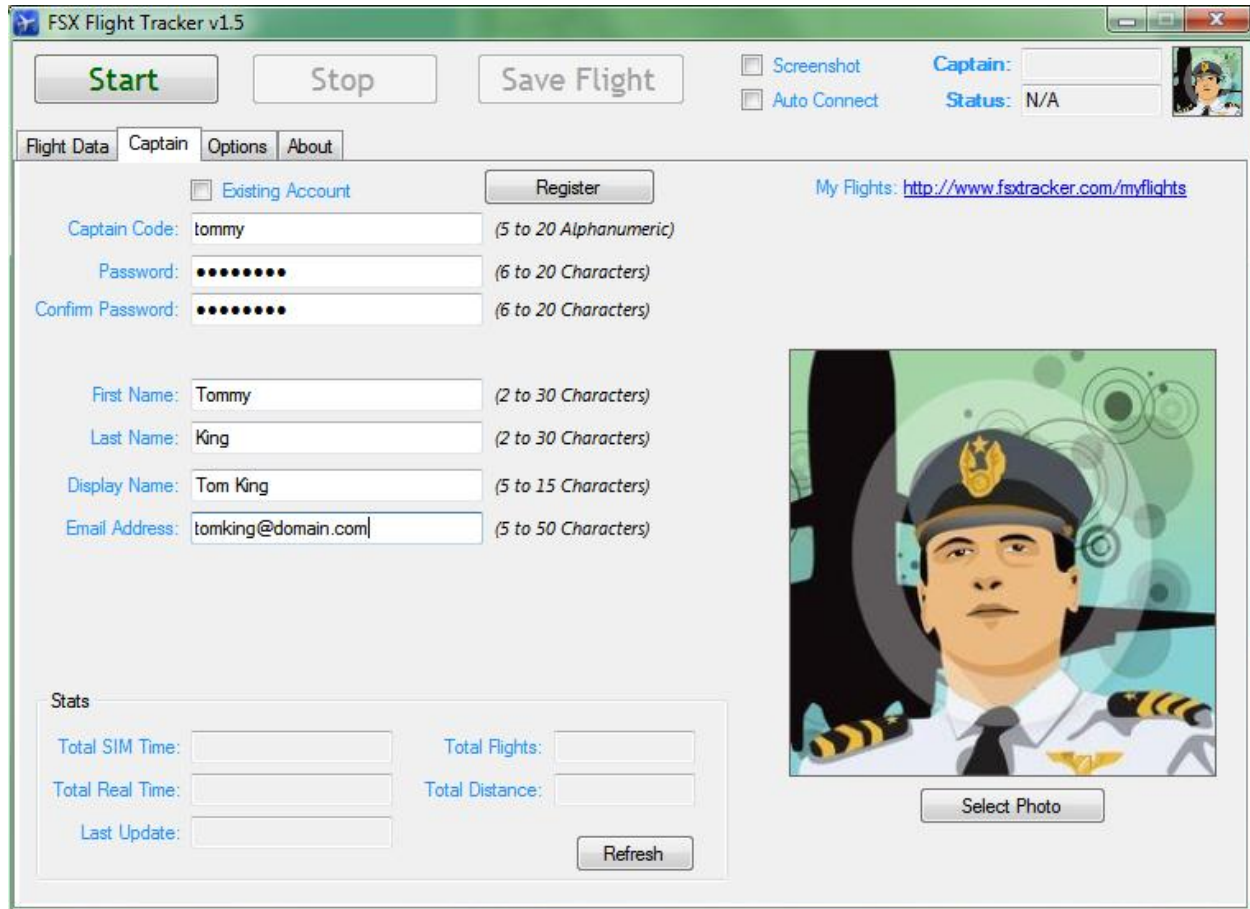 FSX Flight Tracker v1.5
Start Stop Save Flight Screenshot Captain:
Auto Connect Status: N/A
Flight Data Captain Options About
Existing Account Register My Flights: http://www.fsxtracker.com/myflights
Captain Code: tommy (5 to 20 Alphanumeric)
Password: ●●●●●●●● (6 to 20 Characters)
Confirm Password: ●●●●●●●● (6 to 20 Characters)
First Name: Tommy (2 to 30 Characters)
Last Name: King (2 to 30 Characters)
Display Name: Tom King (5 to 15 Characters)
Email Address: tomking@domain.com (5 to 50 Characters)
Stats
Total SIM Time: Total Flights:
Total Real Time: Total Distance:
Select Photo
Last Update:
Refresh